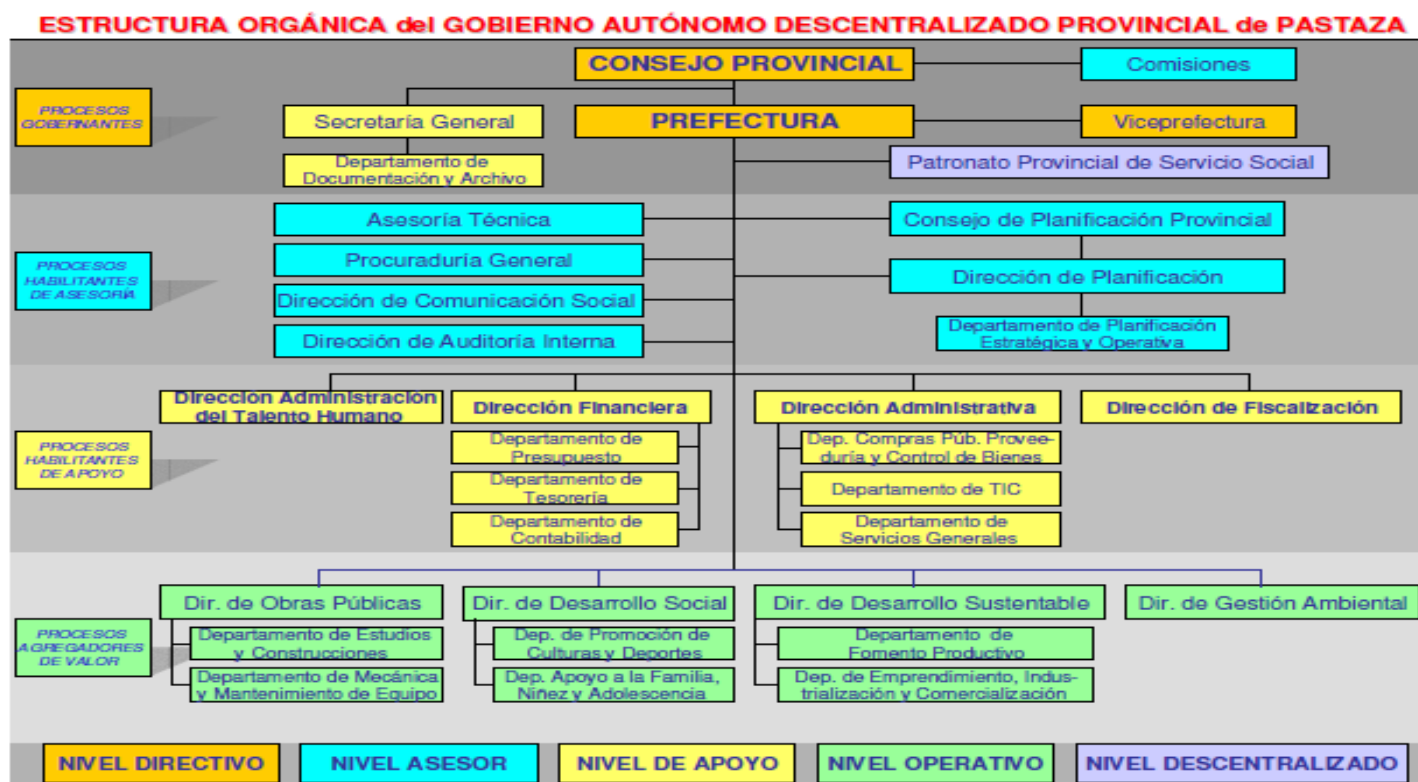 ESTRUCTURA ORGÁNICA del GOBIERNO AUTÓNOMO DESCENTRALIZADO PROVINCIAL de PASTAZA
CONSEJO PROVINCIAL
Comisiones
PROCESOS
GOBERNANTES
Secretaría General
PREFECTURA
Viceprefectura
Departamento de
Documentación y Archivo
Patronato Provincial de Servicio Social
Asesoría Técnica
Consejo de Planificación Provincial
PROCESOS
HABILITANTES
DE ASESORÍA
Procuraduría General
Dirección de Planificación
Dirección de Comunicación Social
Dirección de Auditoría Interna
Departamento de Planificación
Estratégica y Operativa
Dirección Administración
del Talento Humano
Dirección Financiera
Dirección Administrativa
Dirección de Fiscalización
PROCESOS
HABILITANTES
DE APOYO
Departamento de
Presupuesto
Dep. Compras Púb. Provee-
duría y Control de Bienes
Departamento de
Tesorería
Departamento de TIC
Departamento de
Contabilidad
Departamento de
Servicios Generales
Dir. de Obras Públicas
Dir. de Desarrollo Social
Dir. de Desarrollo Sustentable
Dir. de Gestión Ambiental
PROCESOS
AGREGADORES
DE VALOR
Departamento de Estudios
y Construcciones
Dep. de Promoción de
Culturas y Deportes
Departamento de
Fomento Productivo
Departamento de Mecánica
y Mantenimiento de Equipo
Dep. Apoyo a la Familia,
Niñez y Adolescencia
Dep. de Emprendimiento, Indus-
trialización y Comercialización
NIVEL DIRECTIVO
NIVEL ASESOR
NIVEL DE APOYO
NIVEL OPERATIVO
NIVEL DESCENTRALIZADO